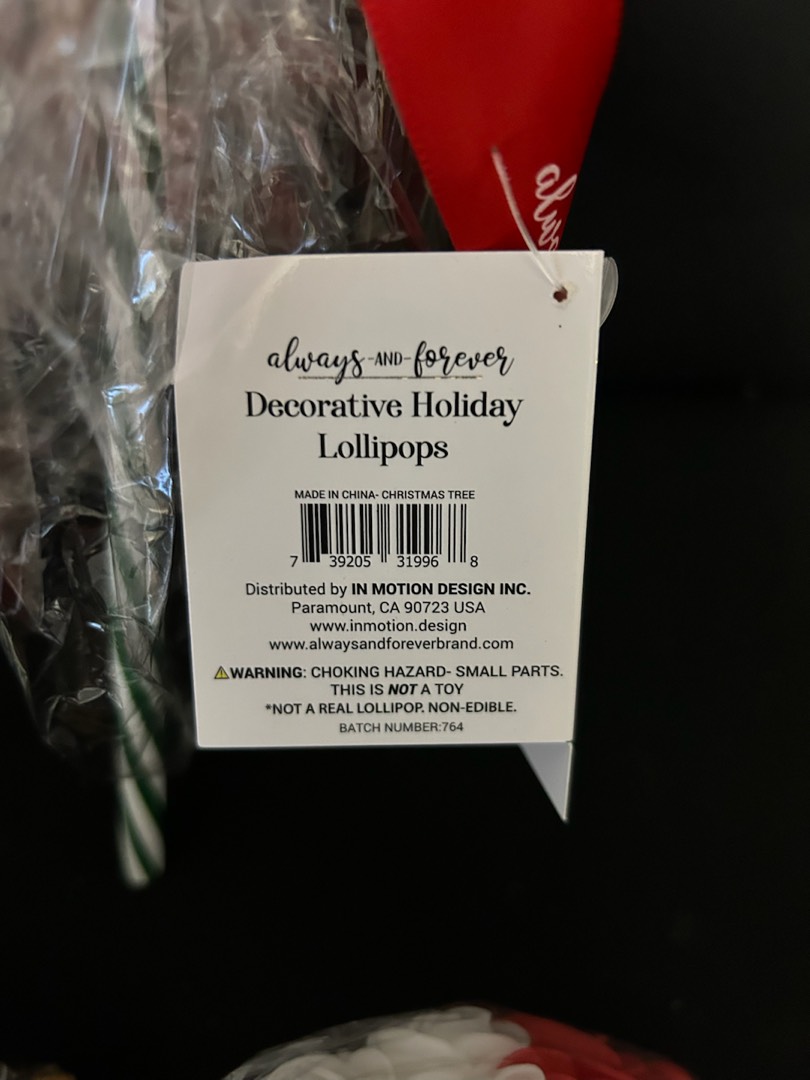 always-AND-forever
Decorative Holiday
Lollipops
MADE IN CHINA- CHRISTMAS TREE
7 39205 31996 8
Distributed by IN MOTION DESIGN INC.
Paramount, CA 90723 USA
www.inmotion.design
www.alwaysandforeverbrand.com
⚠WARNING: CHOKING HAZARD- SMALL PARTS.
THIS IS NOT A TOY
*NOT A REAL LOLLIPOP. NON-EDIBLE.
BATCH NUMBER:764